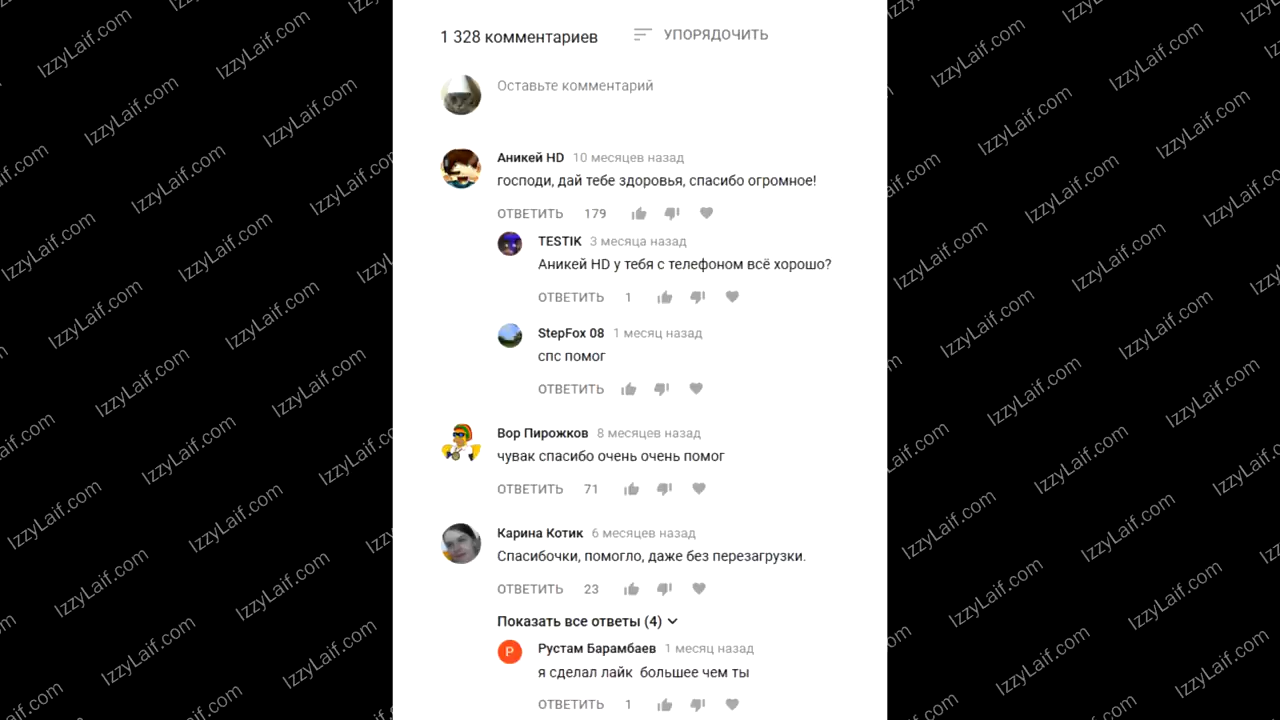 1 328 комментариев УПОРЯДОЧИТЬ
Оставьте комментарий
Аникей HD 10 месяцев назад
господи, дай тебе здоровья, спасибо огромное!
ОТВЕТИТЬ 179
TESTIK 3 месяца назад
Аникей HD у тебя с телефоном всё хорошо?
ОТВЕТИТЬ 1
StepFox 08 1 месяц назад
спс помог
ОТВЕТИТЬ
Вор Пирожков 8 месяцев назад
чувак спасибо очень очень помог
ОТВЕТИТЬ 71
Карина Котик 6 месяцев назад
Спасибочки, помогло, даже без перезагрузки.
ОТВЕТИТЬ 23
Показать все ответы (4)
Р Рустам Барамбаев 1 месяц назад
я сделал лайк большее чем ты
ОТВЕТИТЬ 1
IzzyLaif.com